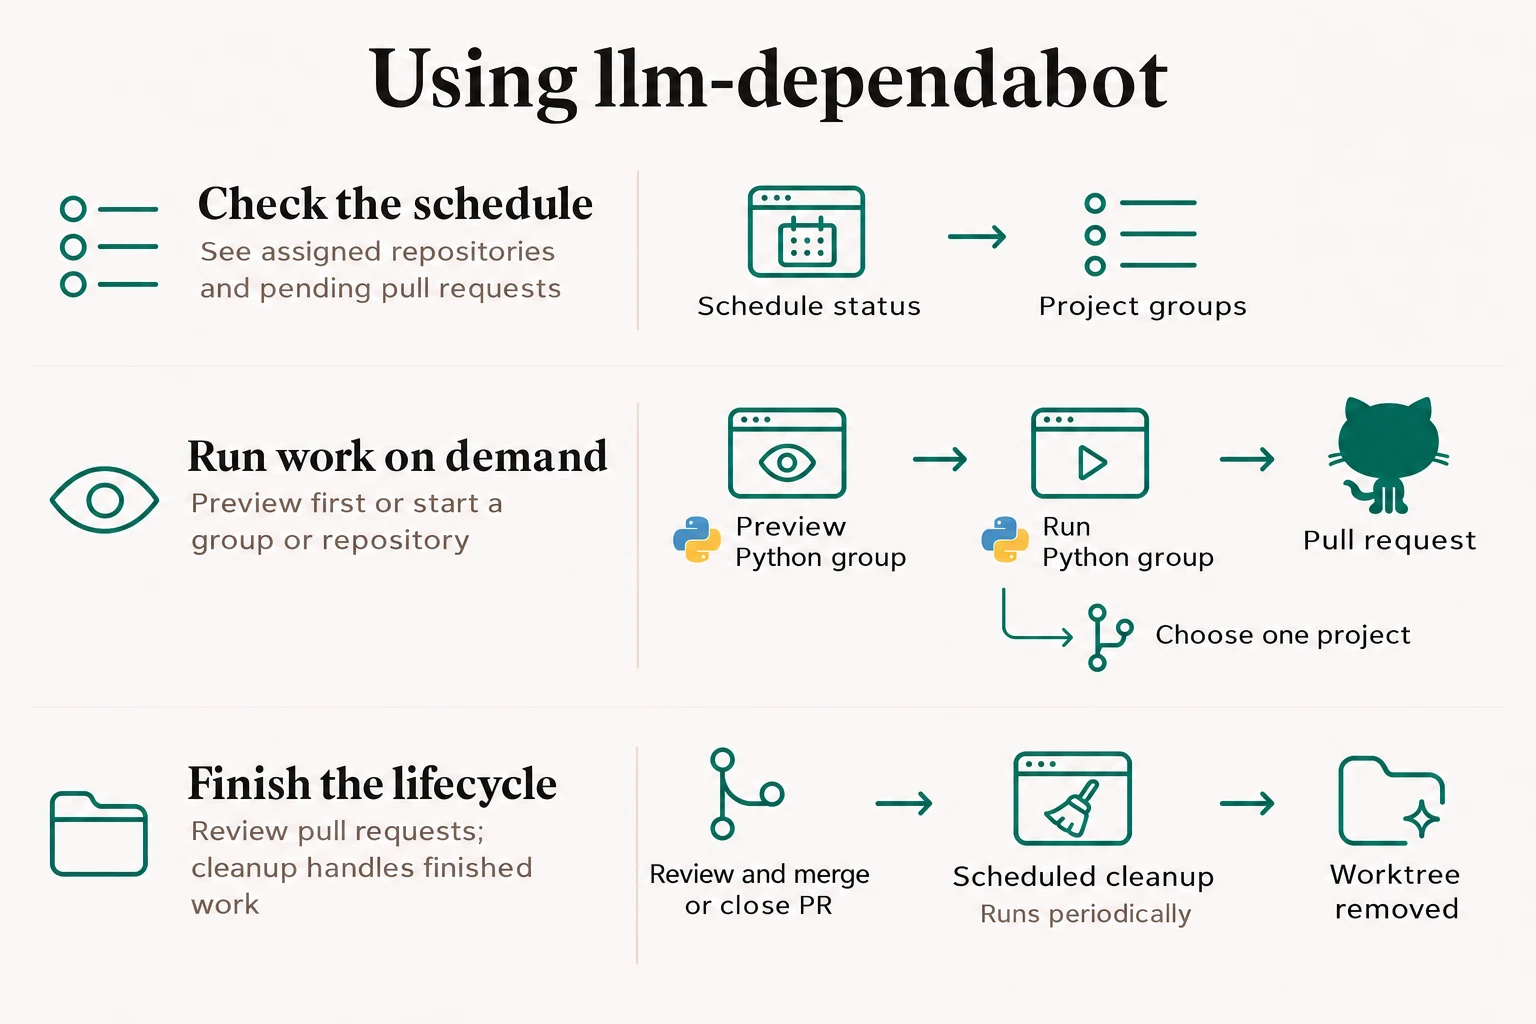 Using llm-dependabot
Check the schedule
See assigned repositories
and pending pull requests
Schedule status
Project groups
Run work on demand
Preview first or start a
group or repository
Preview
Python group
Run
Python group
Pull request
Choose one project
Finish the lifecycle
Review pull requests;
cleanup handles finished
work
Review and merge
or close PR
Scheduled cleanup
Runs periodically
Worktree
removed